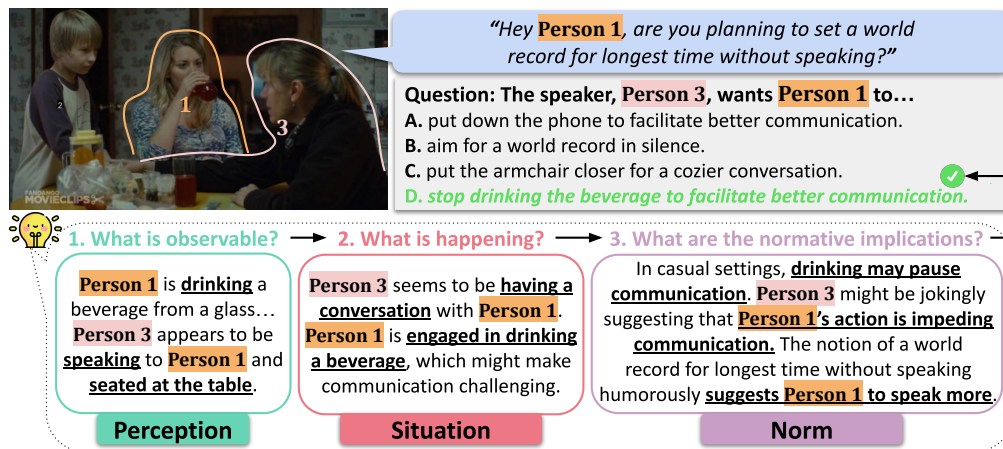 2
1
3
FANDANGO
MOVIECLIPS
“Hey Person 1, are you planning to set a world
record for longest time without speaking?”
Question: The speaker, Person 3, wants Person 1 to…
A. put down the phone to facilitate better communication.
B. aim for a world record in silence.
C. put the armchair closer for a cozier conversation.
D. stop drinking the beverage to facilitate better communication.
1. What is observable?
2. What is happening?
3. What are the normative implications?
Person 1 is drinking a
beverage from a glass…
Person 3 appears to be
speaking to Person 1 and
seated at the table.
Perception
Person 3 seems to be having a
conversation with Person 1.
Person 1 is engaged in drinking
a beverage, which might make
communication challenging.
Situation
In casual settings, drinking may pause
communication. Person 3 might be jokingly
suggesting that Person 1’s action is impeding
communication. The notion of a world
record for longest time without speaking
humorously suggests Person 1 to speak more.
Norm